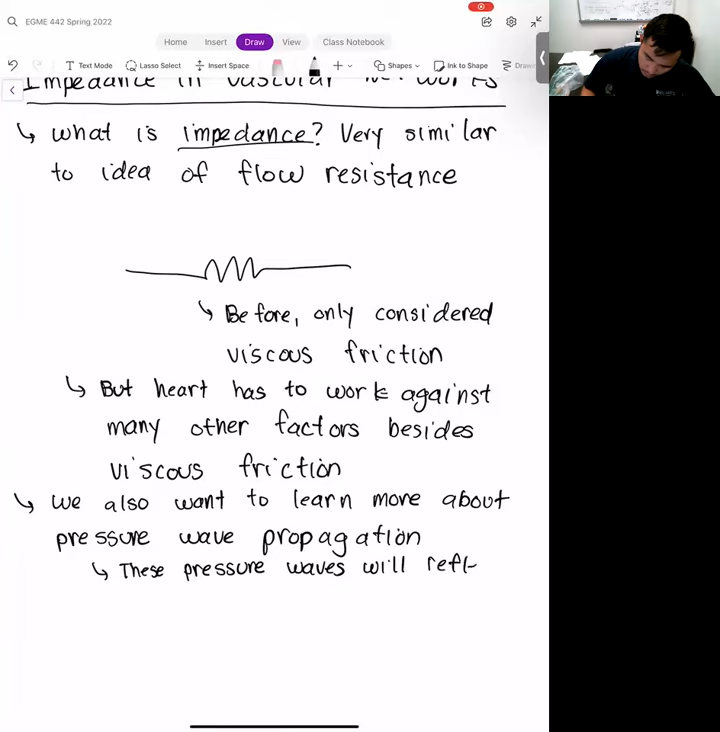 EGME 442 Spring 2022
Home Insert Draw View Class Notebook
Text Mode Lasso Select Insert Space Shapes Ink to Shape Draw
Impedance in vascular networks
what is impedance? Very similar
to idea of flow resistance
Before, only considered
viscous friction
But heart has to work against
many other factors besides
viscous friction
we also want to learn more about
pressure wave propagation
These pressure waves will refl